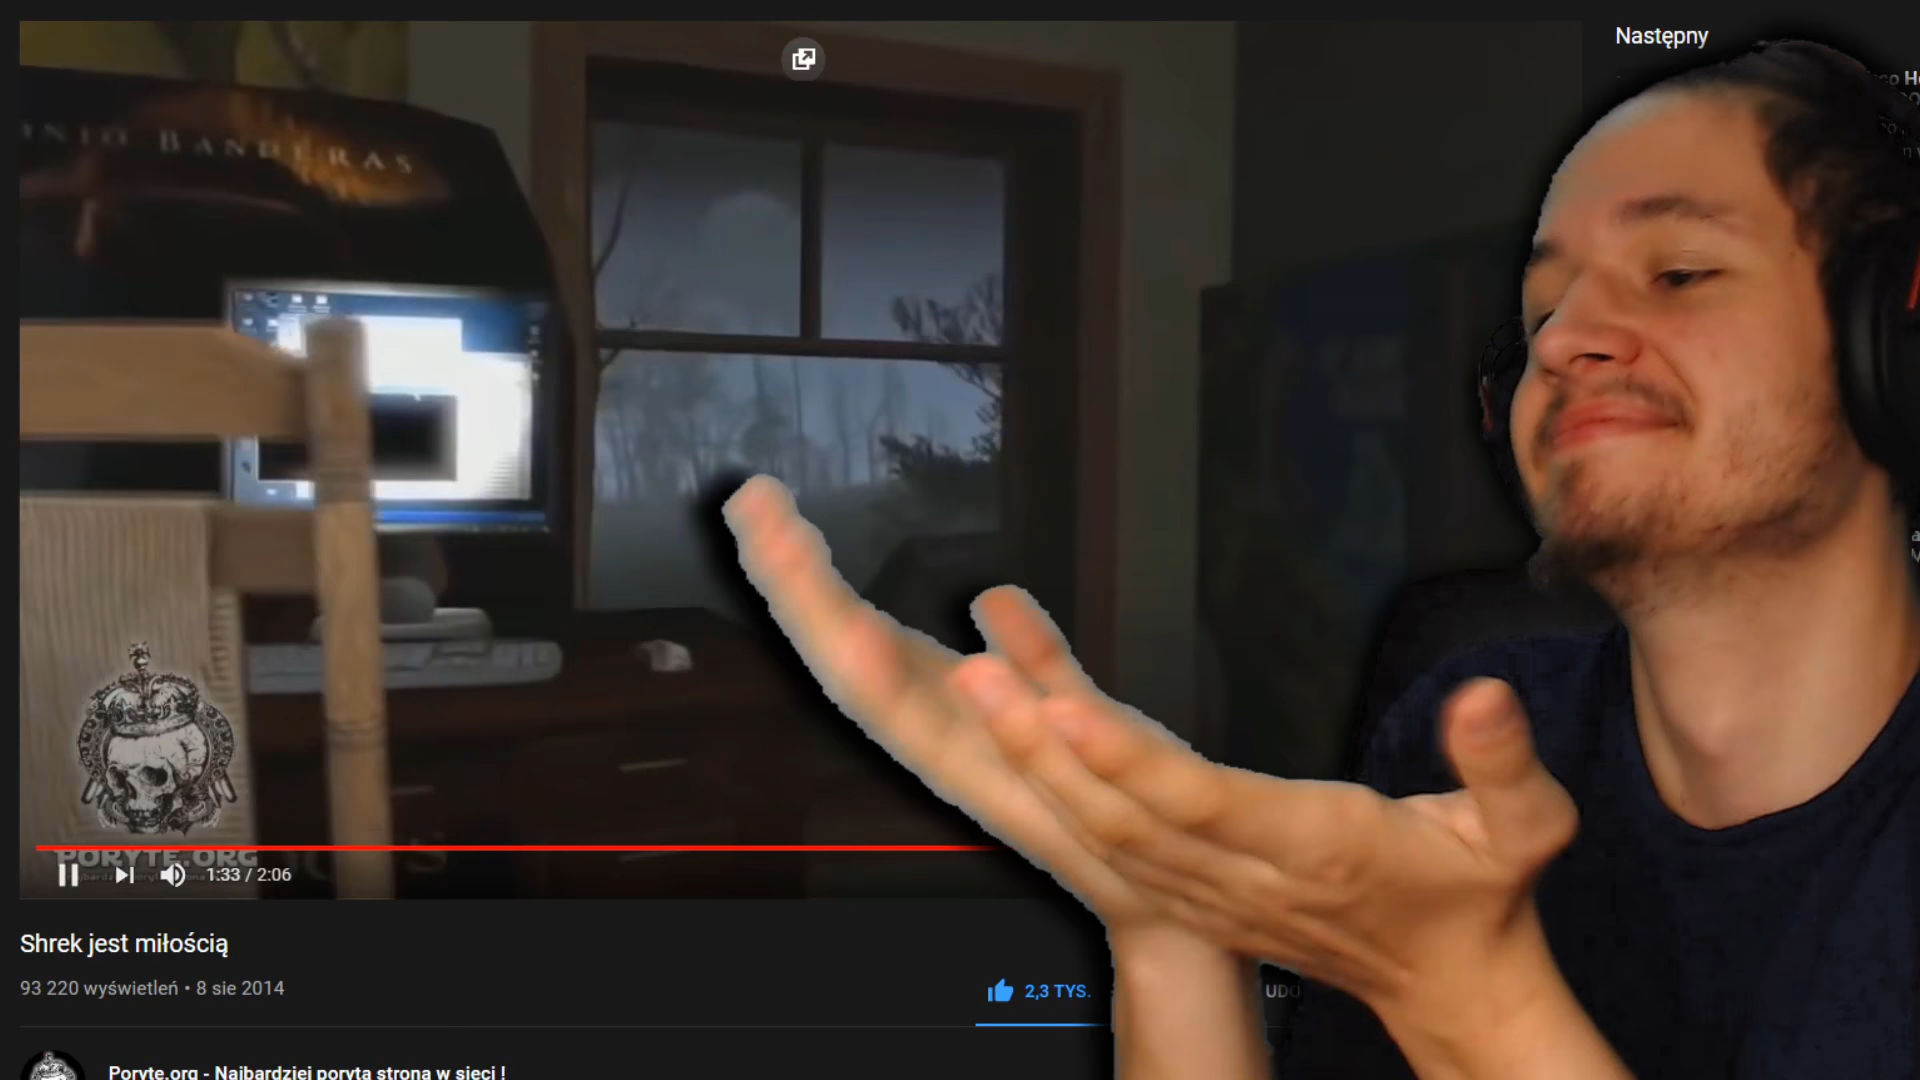 Następny
BANDERAS
PORYTE.ORG
1:33 / 2:06
Shrek jest miłością
93 220 wyświetleń • 8 sie 2014
2,3 TYS.
UDO
Poryte.org - Najbardziej poryta strona w sieci !